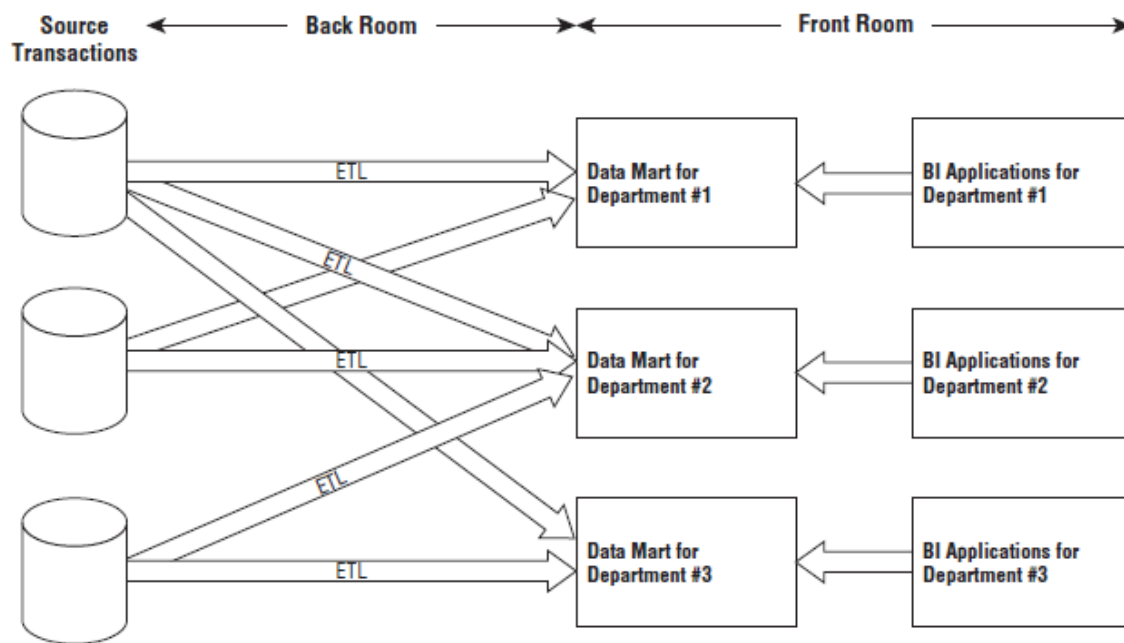 Source
Transactions
Back Room
Front Room
ETL
Data Mart for
Department #1
BI Applications for
Department #1
ETL
ETL
Data Mart for
Department #2
BI Applications for
Department #2
ETL
ETL
Data Mart for
Department #3
BI Applications for
Department #3